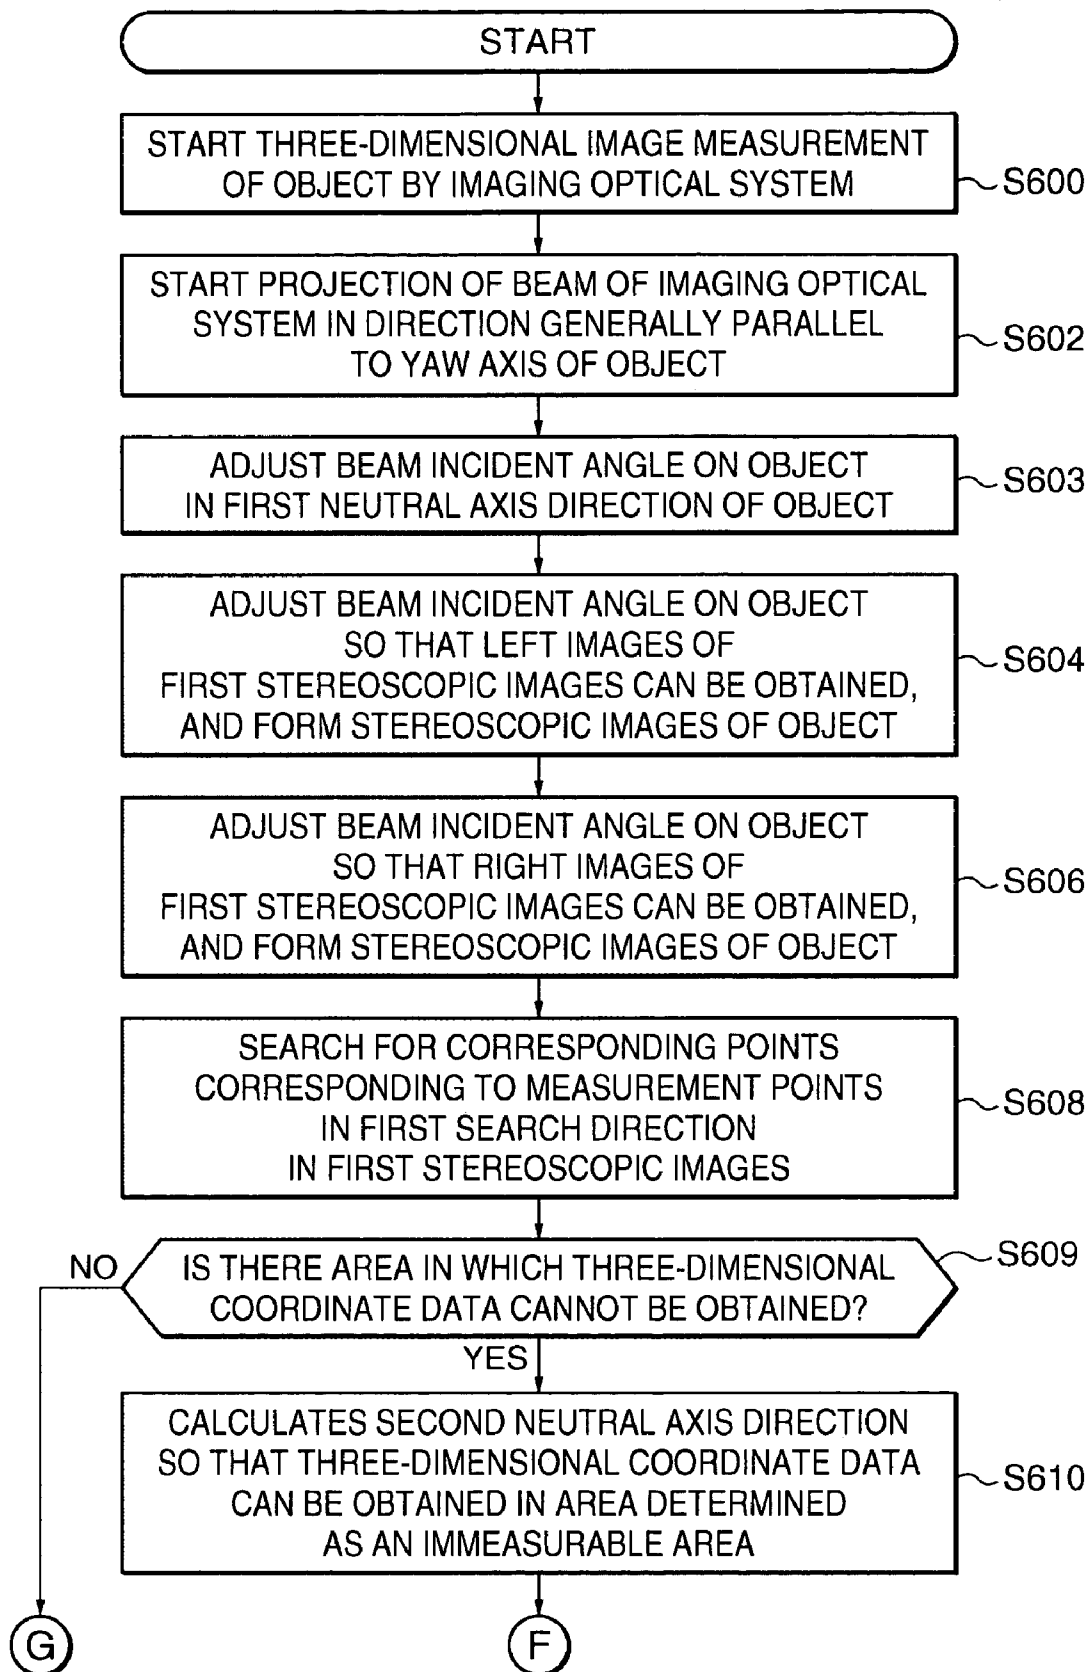 START
START THREE-DIMENSIONAL IMAGE MEASUREMENT
OF OBJECT BY IMAGING OPTICAL SYSTEM
S600
START PROJECTION OF BEAM OF IMAGING OPTICAL
SYSTEM IN DIRECTION GENERALLY PARALLEL
TO YAW AXIS OF OBJECT
S602
ADJUST BEAM INCIDENT ANGLE ON OBJECT
IN FIRST NEUTRAL AXIS DIRECTION OF OBJECT
S603
ADJUST BEAM INCIDENT ANGLE ON OBJECT
SO THAT LEFT IMAGES OF
FIRST STEREOSCOPIC IMAGES CAN BE OBTAINED,
AND FORM STEREOSCOPIC IMAGES OF OBJECT
S604
ADJUST BEAM INCIDENT ANGLE ON OBJECT
SO THAT RIGHT IMAGES OF
FIRST STEREOSCOPIC IMAGES CAN BE OBTAINED,
AND FORM STEREOSCOPIC IMAGES OF OBJECT
S606
SEARCH FOR CORRESPONDING POINTS
CORRESPONDING TO MEASUREMENT POINTS
IN FIRST SEARCH DIRECTION
IN FIRST STEREOSCOPIC IMAGES
S608
NO
IS THERE AREA IN WHICH THREE-DIMENSIONAL
COORDINATE DATA CANNOT BE OBTAINED?
S609
YES
CALCULATES SECOND NEUTRAL AXIS DIRECTION
SO THAT THREE-DIMENSIONAL COORDINATE DATA
CAN BE OBTAINED IN AREA DETERMINED
AS AN IMMEASURABLE AREA
S610
G
F